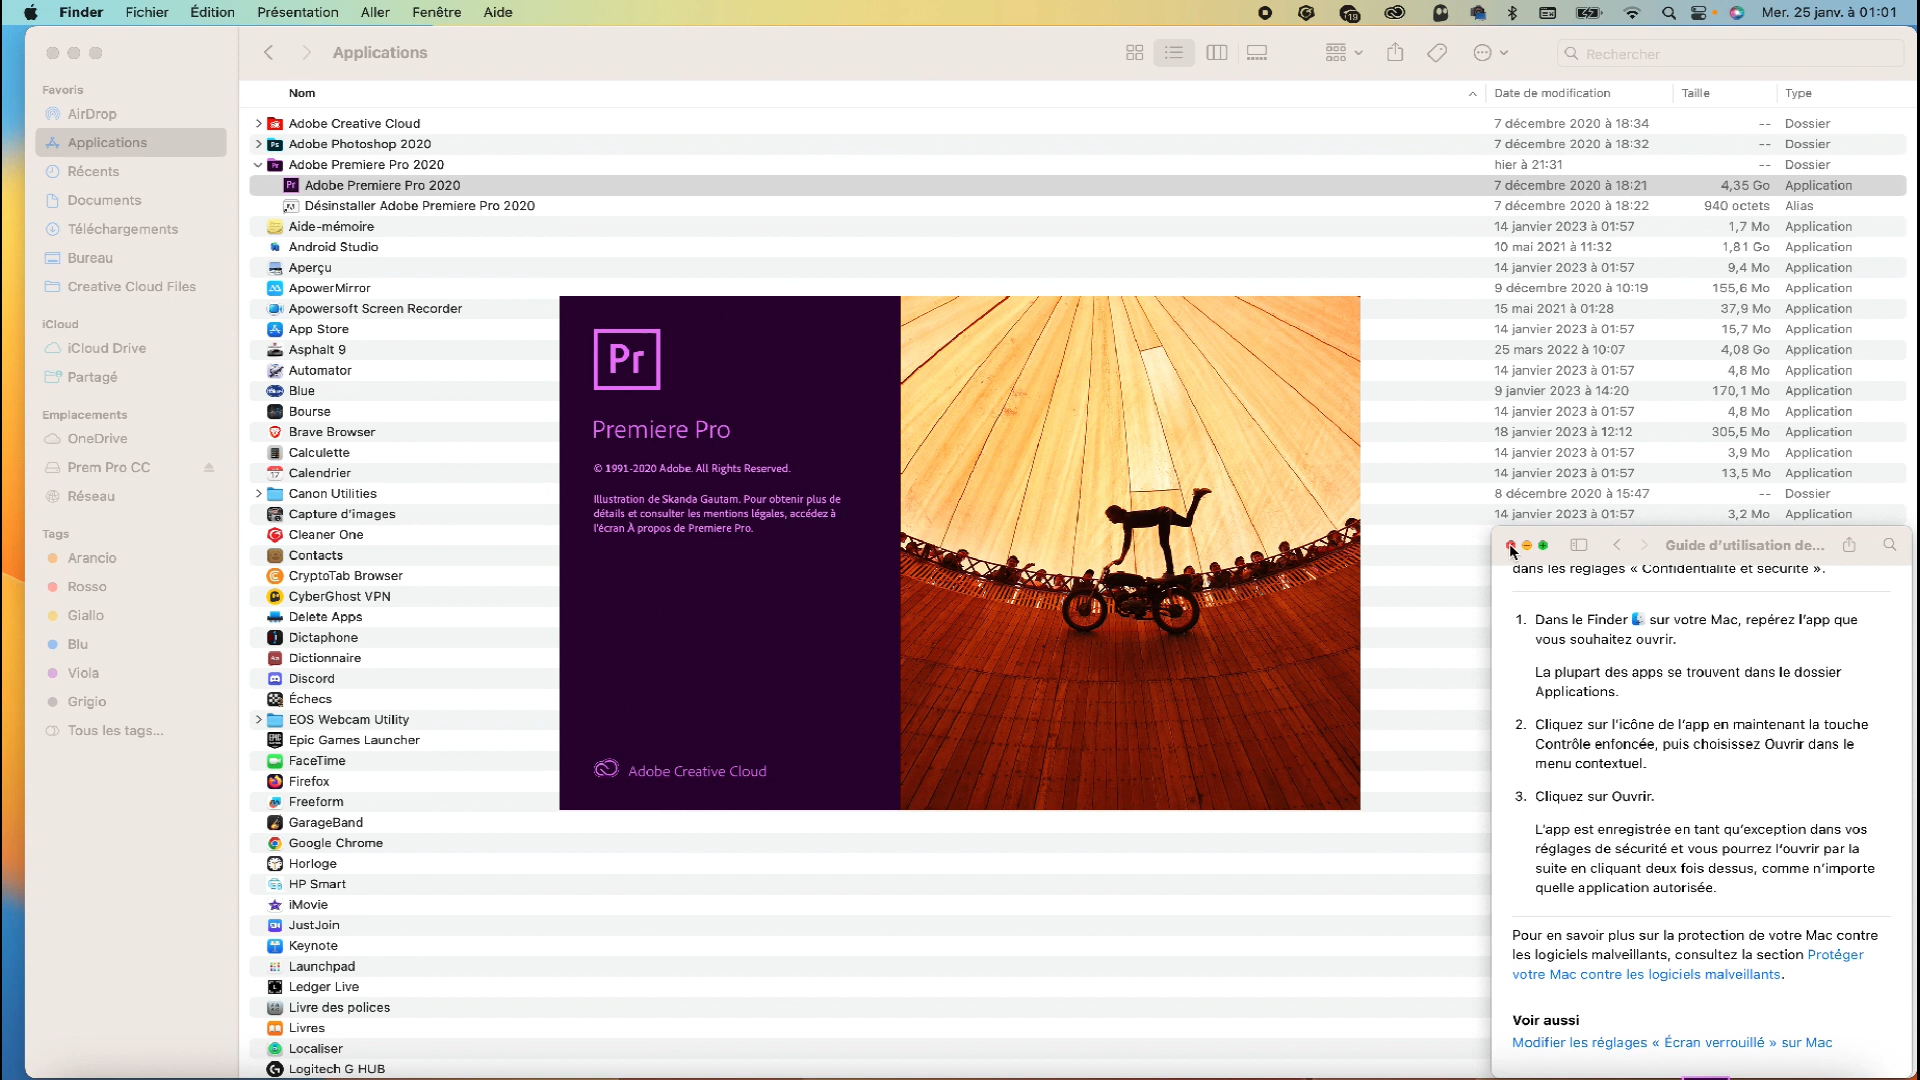 Finder Fichier Édition Présentation Aller Fenêtre Aide
19
Mer. 25 janv. à 01:01
Applications
Rechercher
Favoris
AirDrop
Applications
Récents
Documents
Téléchargements
Bureau
Creative Cloud Files
iCloud
iCloud Drive
Partagé
Emplacements
OneDrive
Prem Pro CC
Réseau
Tags
Arancio
Rosso
Giallo
Blu
Viola
Grigio
Tous les tags...
Nom Date de modification Taille Type
Adobe Creative Cloud 7 décembre 2020 à 18:34 -- Dossier
Adobe Photoshop 2020 7 décembre 2020 à 18:32 -- Dossier
Adobe Premiere Pro 2020 hier à 21:31 -- Dossier
Adobe Premiere Pro 2020 7 décembre 2020 à 18:21 4,35 Go Application
Désinstaller Adobe Premiere Pro 2020 7 décembre 2020 à 18:22 940 octets Alias
Aide-mémoire 14 janvier 2023 à 01:57 1,7 Mo Application
Android Studio 10 mai 2021 à 11:32 1,81 Go Application
Aperçu 14 janvier 2023 à 01:57 9,4 Mo Application
ApowerMirror 9 décembre 2020 à 10:19 155,6 Mo Application
Apowersoft Screen Recorder 15 mai 2021 à 01:28 37,9 Mo Application
App Store 14 janvier 2023 à 01:57 15,7 Mo Application
Asphalt 9 25 mars 2022 à 10:07 4,08 Go Application
Automator 14 janvier 2023 à 01:57 4,8 Mo Application
Blue 9 janvier 2023 à 14:20 170,1 Mo Application
Bourse 14 janvier 2023 à 01:57 4,8 Mo Application
Brave Browser 18 janvier 2023 à 12:12 305,5 Mo Application
Calculette 14 janvier 2023 à 01:57 3,9 Mo Application
Calendrier 14 janvier 2023 à 01:57 13,5 Mo Application
Canon Utilities 8 décembre 2020 à 15:47 -- Dossier
Capture d'images 14 janvier 2023 à 01:57 3,2 Mo Application
Cleaner One
Contacts
CryptoTab Browser
CyberGhost VPN
Delete Apps
Dictaphone
Dictionnaire
Discord
Échecs
EOS Webcam Utility
Epic Games Launcher
FaceTime
Firefox
Freeform
GarageBand
Google Chrome
Horloge
HP Smart
iMovie
JustJoin
Keynote
Launchpad
Ledger Live
Livre des polices
Livres
Localiser
Logitech G HUB
Pr
Premiere Pro
© 1991-2020 Adobe. All Rights Reserved.
Illustration de Skanda Gautam. Pour obtenir plus de
détails et consulter les mentions légales, accédez à
l'écran À propos de Premiere Pro.
Adobe Creative Cloud
Guide d'utilisation de...
dans les réglages « Confidentialité et sécurité ».
1. Dans le Finder sur votre Mac, repérez l'app que
vous souhaitez ouvrir.
La plupart des apps se trouvent dans le dossier
Applications.
2. Cliquez sur l'icône de l'app en maintenant la touche
Contrôle enfoncée, puis choisissez Ouvrir dans le
menu contextuel.
3. Cliquez sur Ouvrir.
L'app est enregistrée en tant qu'exception dans vos
réglages de sécurité et vous pourrez l'ouvrir par la
suite en cliquant deux fois dessus, comme n'importe
quelle application autorisée.
Pour en savoir plus sur la protection de votre Mac contre
les logiciels malveillants, consultez la section Protéger
votre Mac contre les logiciels malveillants.
Voir aussi
Modifier les réglages « Écran verrouillé » sur Mac